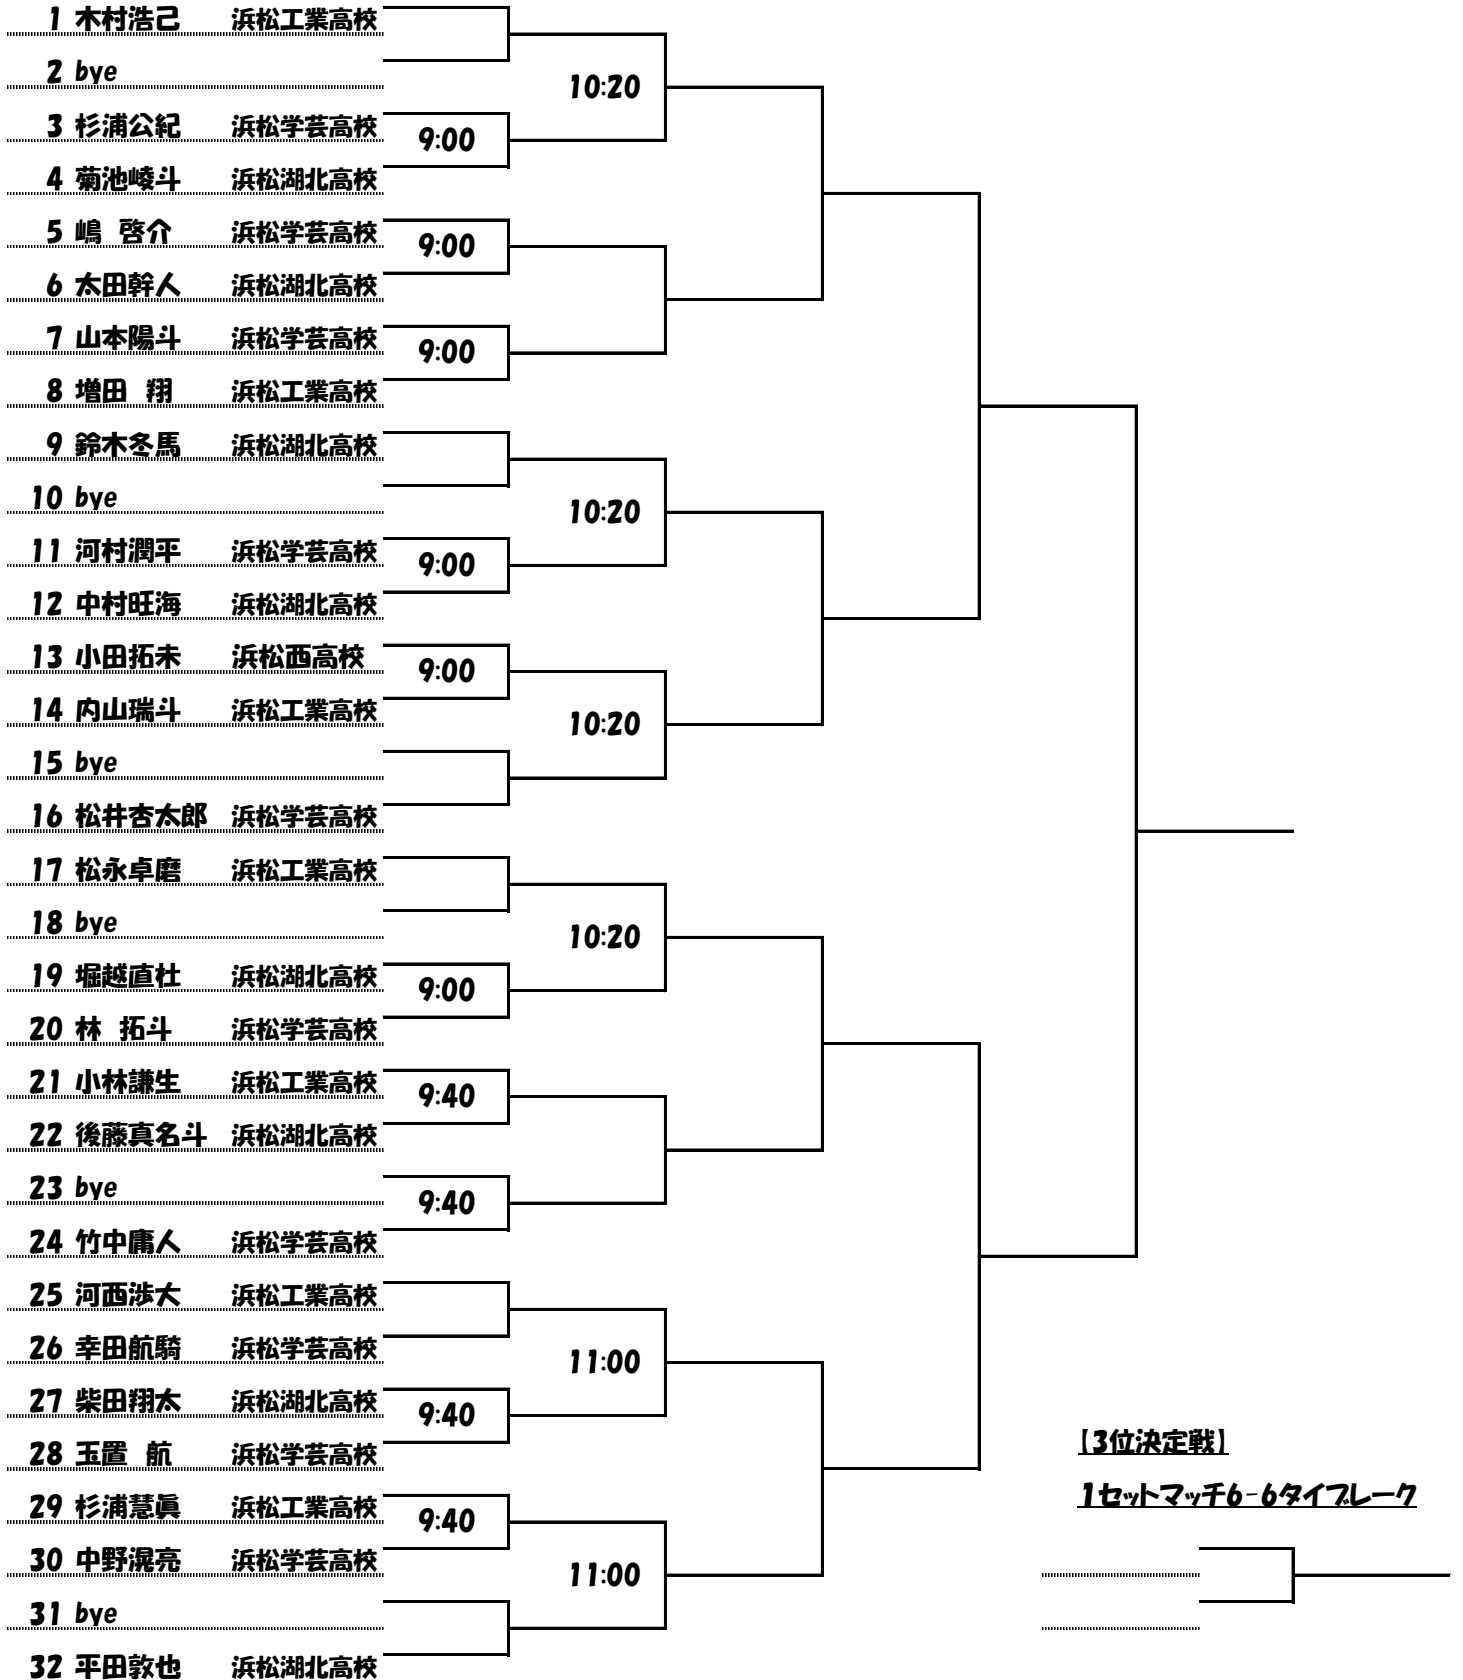 1 木村浩己 浜松工業高校
2 bye
10:20
3 杉浦公紀 浜松学芸高校
9:00
4 菊池崚斗 浜松湖北高校
5 嶋 啓介 浜松学芸高校
9:00
6 太田幹人 浜松湖北高校
7 山本陽斗 浜松学芸高校
9:00
8 増田 翔 浜松工業高校
9 鈴木冬馬 浜松湖北高校
10 bye
10:20
11 河村潤平 浜松学芸高校
9:00
12 中村旺海 浜松湖北高校
13 小田拓未 浜松西高校
9:00
14 内山瑞斗 浜松工業高校
10:20
15 bye
16 松井杏太郎 浜松学芸高校
17 松永卓磨 浜松工業高校
18 bye
10:20
19 堀越直杜 浜松湖北高校
9:00
20 林 拓斗 浜松学芸高校
21 小林謙生 浜松工業高校
9:40
22 後藤真名斗 浜松湖北高校
23 bye
9:40
24 竹中庸人 浜松学芸高校
25 河西渉大 浜松工業高校
26 幸田航騎 浜松学芸高校
11:00
27 柴田翔太 浜松湖北高校
9:40
28 玉置 航 浜松学芸高校
29 杉浦慧眞 浜松工業高校
9:40
30 中野滉亮 浜松学芸高校
11:00
31 bye
32 平田敦也 浜松湖北高校
【3位決定戦】
1セットマッチ6-6タイブレーク